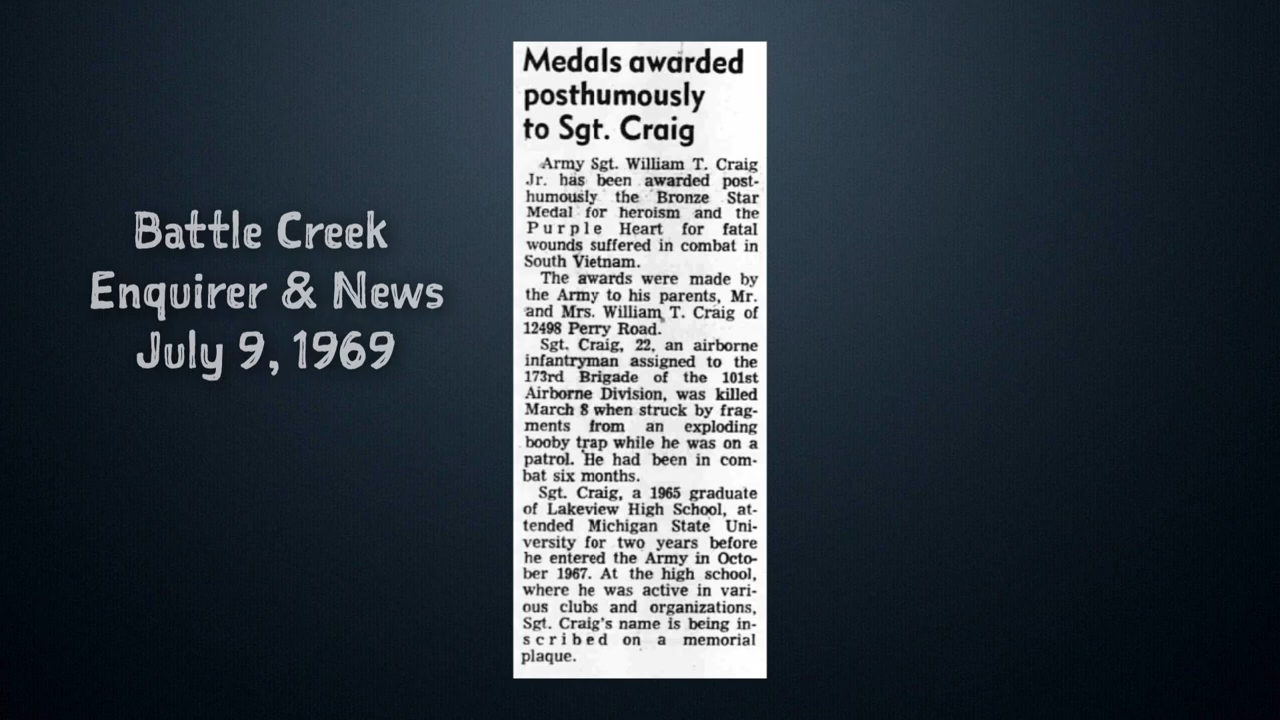 Battle Creek
Enquirer & News
July 9, 1969
Medals awarded
posthumously
to Sgt. Craig
Army Sgt. William T. Craig
Jr. has been awarded post-
humously the Bronze Star
Medal for heroism and the
Purple Heart for fatal
wounds suffered in combat in
South Vietnam.
The awards were made by
the Army to his parents, Mr.
and Mrs. William T. Craig of
12498 Perry Road.
Sgt. Craig, 22, an airborne
infantryman assigned to the
173rd Brigade of the 101st
Airborne Division, was killed
March 8 when struck by frag-
ments from an exploding
booby trap while he was on a
patrol. He had been in com-
bat six months.
Sgt. Craig, a 1965 graduate
of Lakeview High School, at-
tended Michigan State Uni-
versity for two years before
he entered the Army in Octo-
ber 1967. At the high school,
where he was active in vari-
ous clubs and organizations,
Sgt. Craig's name is being in-
scribed on a memorial
plaque.